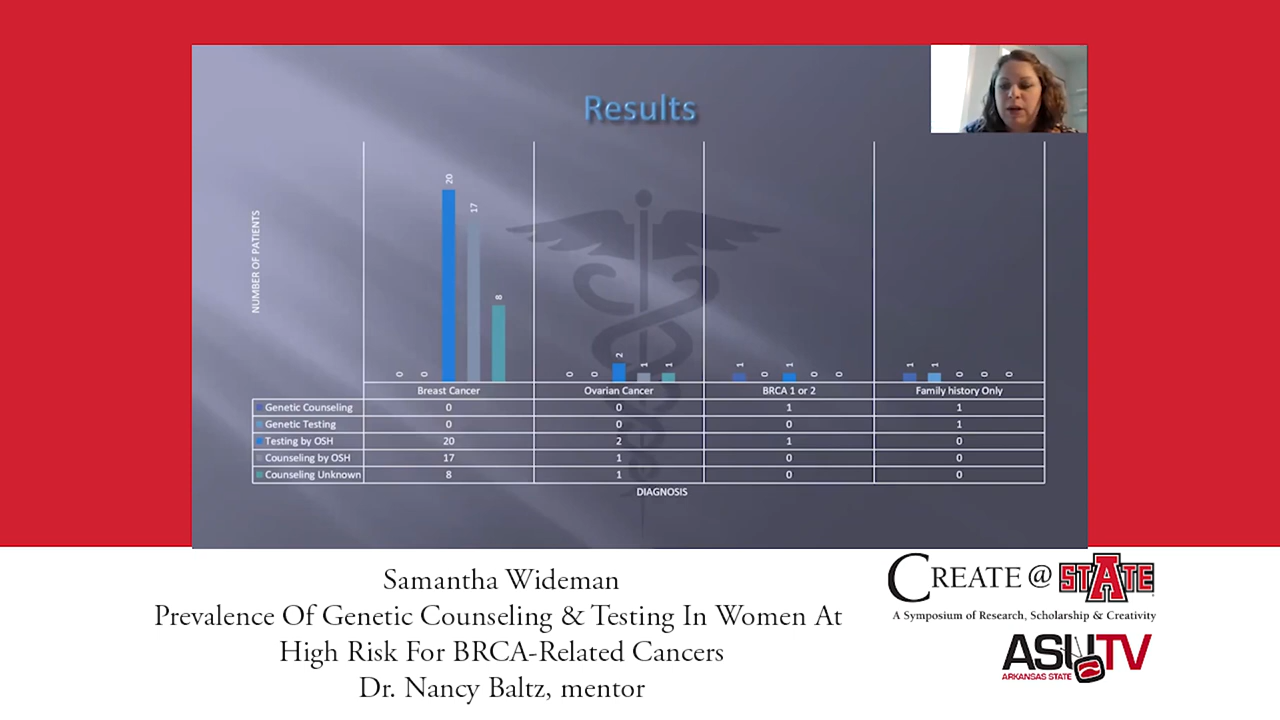 Results
NUMBER OF PATIENTS
0 0 20 17 8
0 0 2 1 1
1 0 1 0 0
1 1 0 0 0
Breast Cancer Ovarian Cancer BRCA 1 or 2 Family history Only
Genetic Counseling 0 0 1 1
Genetic Testing 0 0 0 1
Testing by OSH 20 2 1 0
Counseling by OSH 17 1 0 0
Counseling Unknown 8 1 0 0
DIAGNOSIS
Samantha Wideman
Prevalence Of Genetic Counseling & Testing In Women At
High Risk For BRCA-Related Cancers
Dr. Nancy Baltz, mentor
CREATE @ STATE
A Symposium of Research, Scholarship & Creativity
ASUTV
ARKANSAS STATE